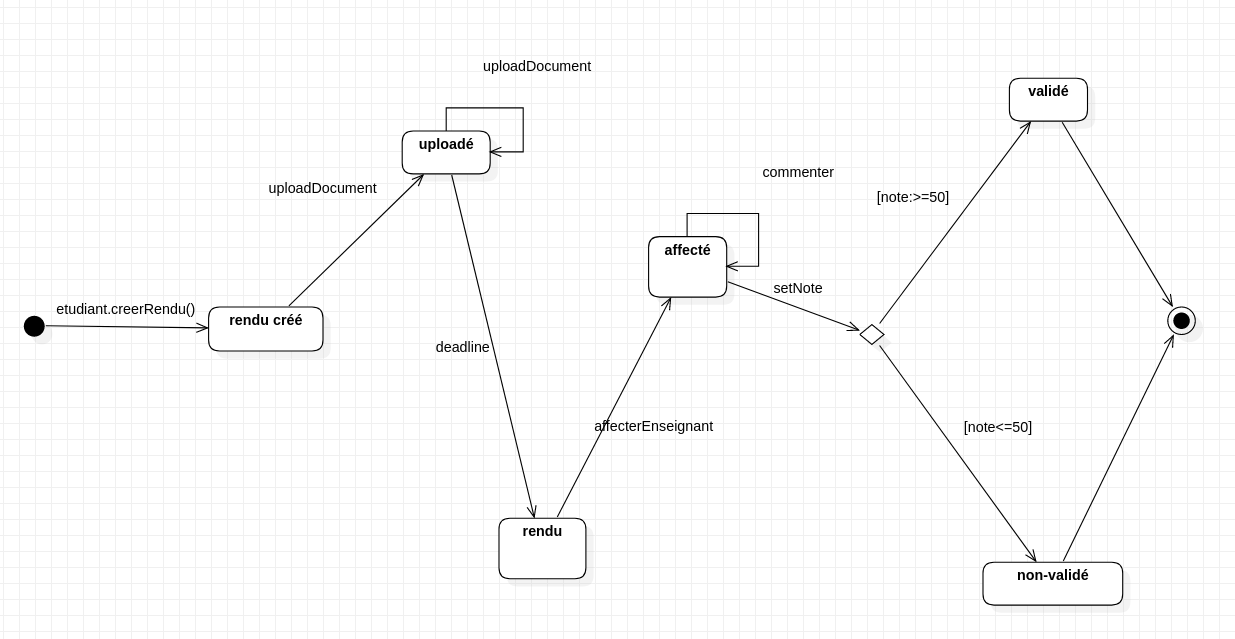 uploadDocument
validé
uploadé
commenter
uploadDocument
[note:>=50]
affecté
setNote
etudiant.creerRendu()
rendu créé
deadline
affecterEnseignant
[note<=50]
rendu
non-validé